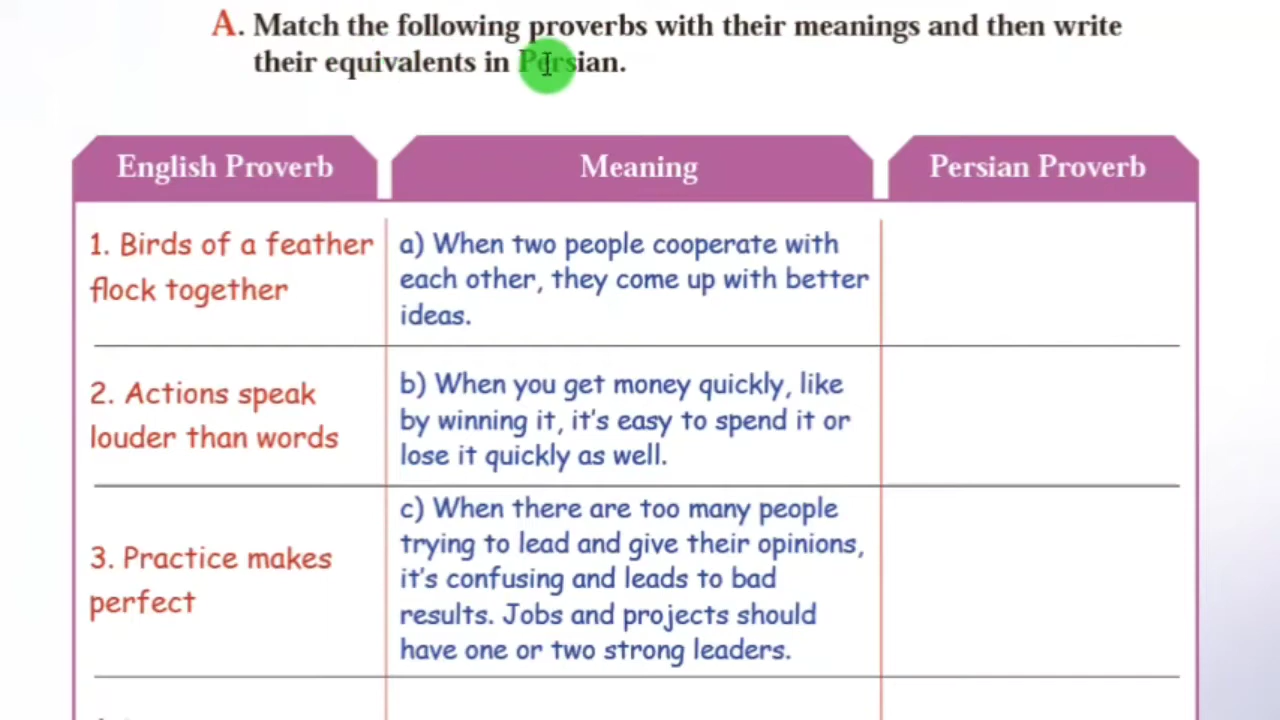 A. Match the following proverbs with their meanings and then write
their equivalents in Persian.
English Proverb
Meaning
Persian Proverb
1. Birds of a feather
flock together
a) When two people cooperate with
each other, they come up with better
ideas.
2. Actions speak
louder than words
b) When you get money quickly, like
by winning it, it's easy to spend it or
lose it quickly as well.
3. Practice makes
perfect
c) When there are too many people
trying to lead and give their opinions,
it's confusing and leads to bad
results. Jobs and projects should
have one or two strong leaders.